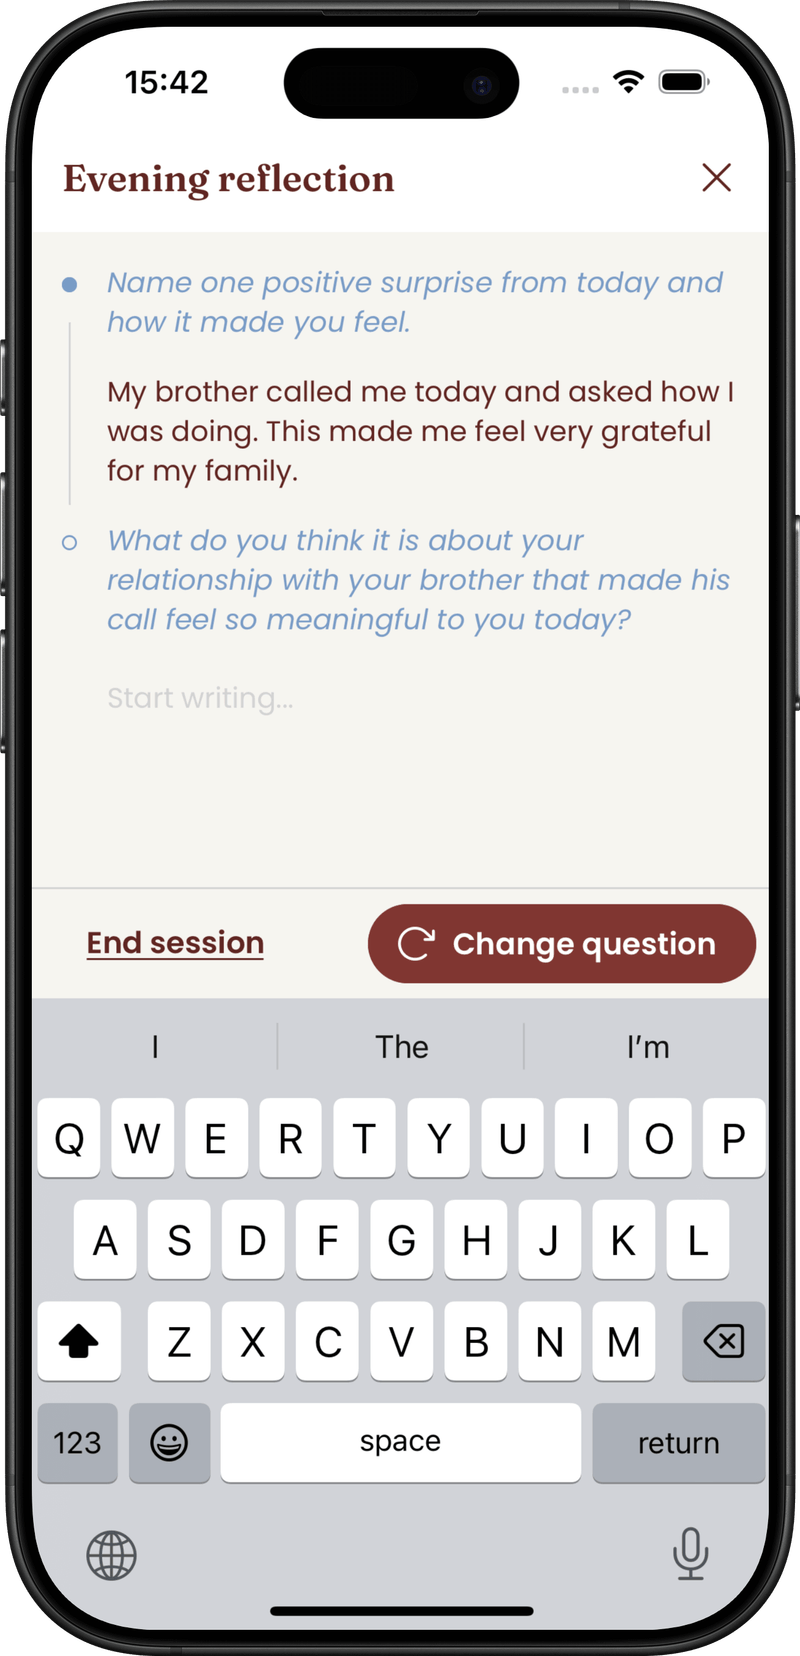 15:42
Evening reflection
Name one positive surprise from today and
how it made you feel.
My brother called me today and asked how I
was doing. This made me feel very grateful
for my family.
What do you think it is about your
relationship with your brother that made his
call feel so meaningful to you today?
Start writing...
End session Change question
I The I’m
Q W E R T Y U I O P
A S D F G H J K L
Z X C V B N M
123 space return